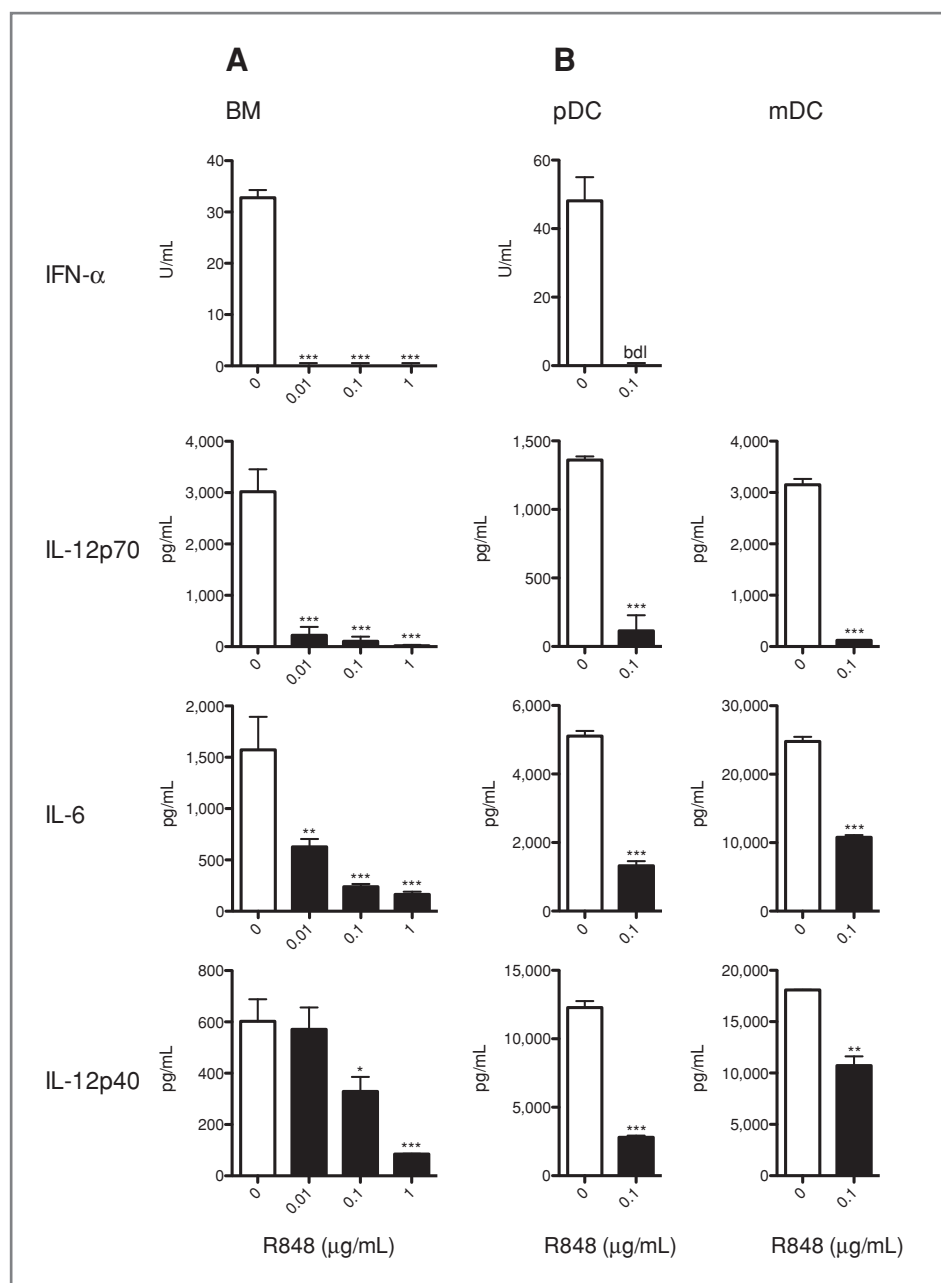 A B
BM pDC mDC
IFN-α
U/mL
40
30
20
10
0
*** *** ***
0 0.01 0.1 1
U/mL
60
40
20
0
bdl
0 0.1
IL-12p70
pg/mL
4,000
3,000
2,000
1,000
0
*** *** ***
0 0.01 0.1 1
pg/mL
1,500
1,000
500
0
***
0 0.1
pg/mL
4,000
3,000
2,000
1,000
0
***
0 0.1
IL-6
pg/mL
2,000
1,500
1,000
500
0
** *** ***
0 0.01 0.1 1
pg/mL
6,000
4,000
2,000
0
***
0 0.1
pg/mL
30,000
20,000
10,000
0
***
0 0.1
IL-12p40
pg/mL
800
600
400
200
0
* ***
0 0.01 0.1 1
pg/mL
15,000
10,000
5,000
0
***
0 0.1
pg/mL
20,000
15,000
10,000
5,000
0
**
0 0.1
R848 (μg/mL) R848 (μg/mL) R848 (μg/mL)